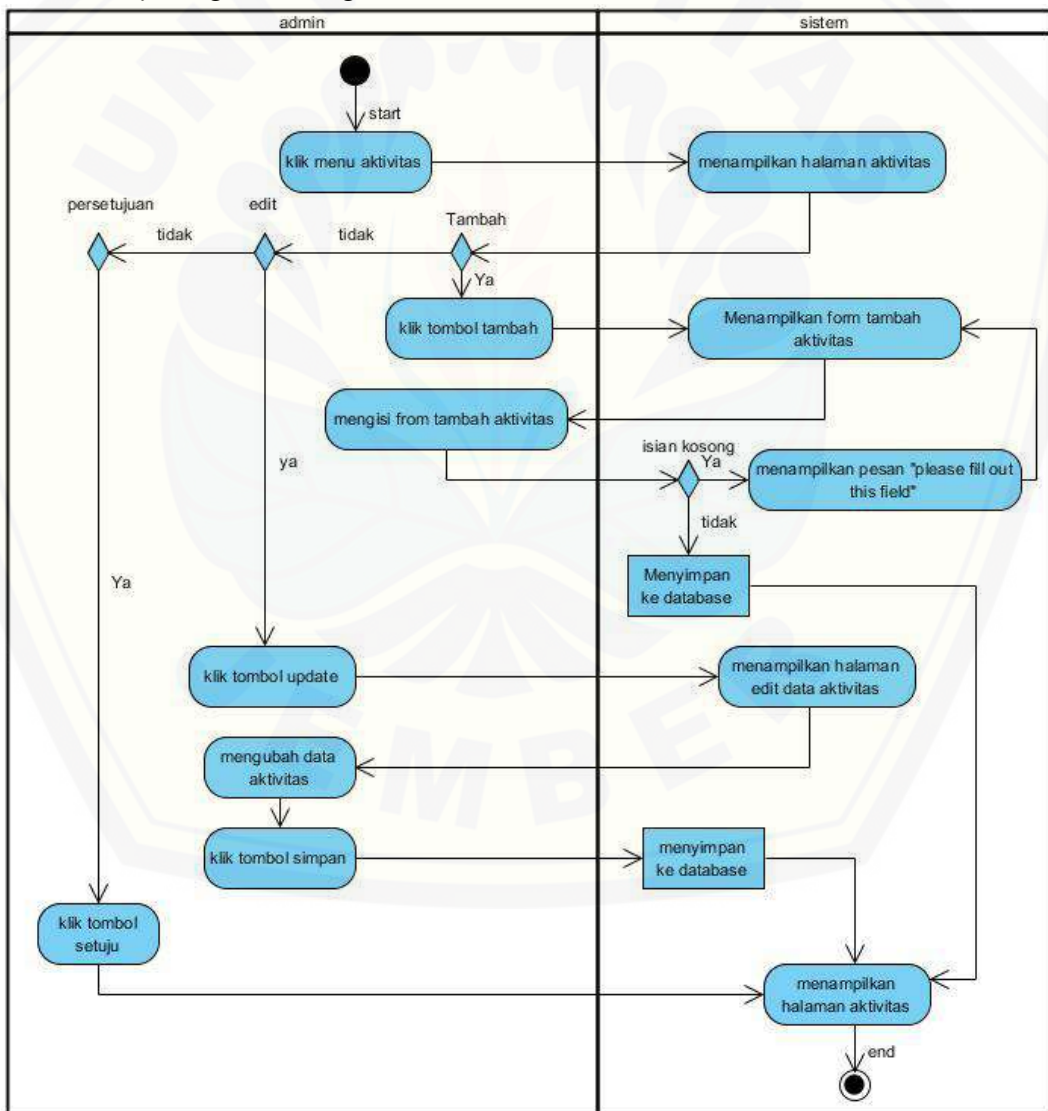 admin
sistem
start
klik menu aktivitas
menampilkan halaman aktivitas
persetujuan
edit
Tambah
tidak
tidak
Ya
klik tombol tambah
Menampilkan form tambah
aktivitas
mengisi from tambah aktivitas
isian kosong
Ya
menampilkan pesan "please fill out
this field"
ya
tidak
Ya
Menyimpan
ke database
klik tombol update
menampilkan halaman
edit data aktivitas
mengubah data
aktivitas
klik tombol simpan
menyimpan
ke database
klik tombol
setuju
menampilkan
halaman aktivitas
end